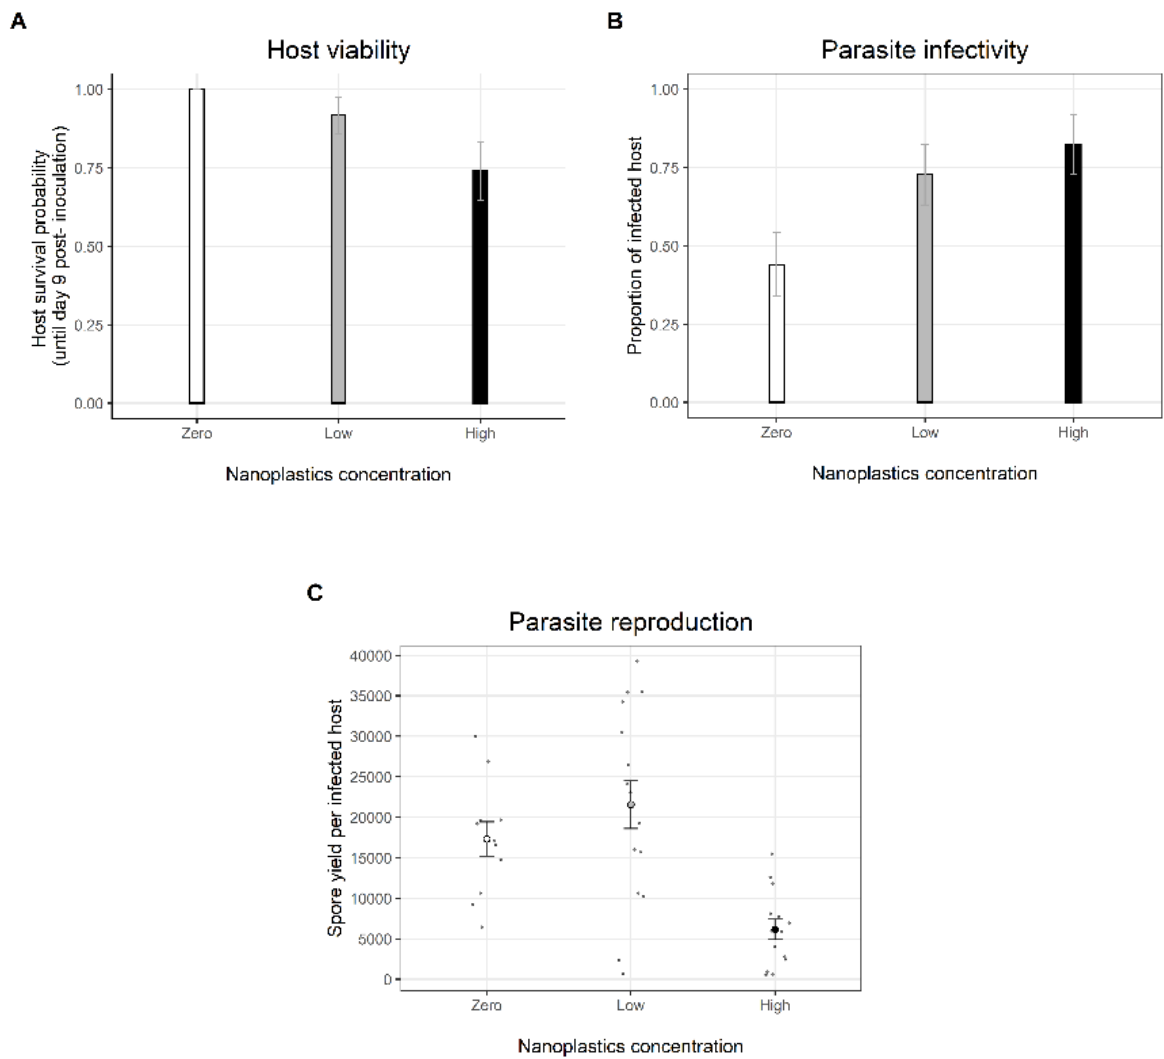 A
Host viability
Host survival probability
(until day 9 post- inoculation)
1.00
0.75
0.50
0.25
0.00
Zero
Low
High
Nanoplastics concentration
B
Parasite infectivity
Proportion of infected host
1.00
0.75
0.50
0.25
0.00
Zero
Low
High
Nanoplastics concentration
C
Parasite reproduction
Spore yield per infected host
40000
35000
30000
25000
20000
15000
10000
5000
0
Zero
Low
High
Nanoplastics concentration